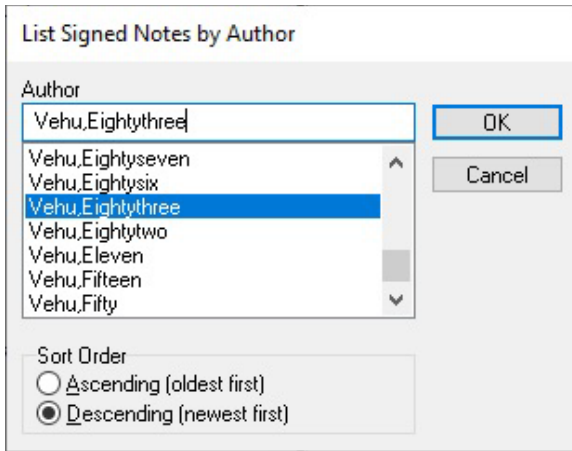 List Signed Notes by Author
Author
Vehu,Eightythree
OK
Vehu,Eightyseven
Vehu,Eightysix
Vehu,Eightythree
Vehu,Eightytwo
Vehu,Eleven
Vehu,Fifteen
Vehu,Fifty
Cancel
Sort Order
Ascending (oldest first)
Descending (newest first)